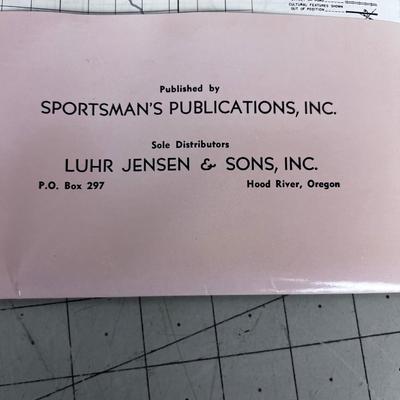 CULTURAL FEATURES SHOWN
OUT OF POSITION
Published by
SPORTSMAN'S PUBLICATIONS, INC.
Sole Distributors
LUHR JENSEN & SONS, INC.
P.O. Box 297 Hood River, Oregon